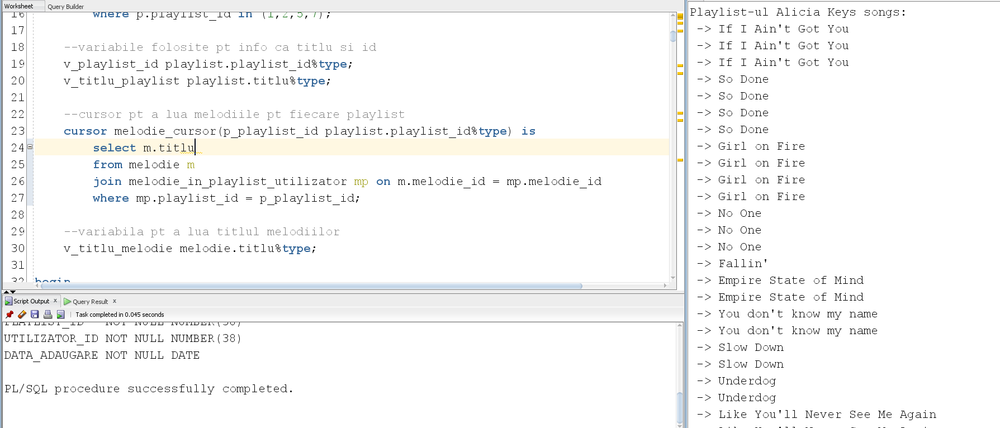 Worksheet Query Builder
16 where p.playlist_id in (1,2,5,7);
17
18 --variabile folosite pt info ca titlu si id
19 v_playlist_id playlist.playlist_id%type;
20 v_titlu_playlist playlist.titlu%type;
21
22 --cursor pt a lua melodiile pt fiecare playlist
23 cursor melodie_cursor(p_playlist_id playlist.playlist_id%type) is
24 select m.titlu
25 from melodie m
26 join melodie_in_playlist_utilizator mp on m.melodie_id = mp.melodie_id
27 where mp.playlist_id = p_playlist_id;
28
29 --variabila pt a lua titlul melodiilor
30 v_titlu_melodie melodie.titlu%type;
31
32 begin
Script Output x Query Result x
Task completed in 0.045 seconds
PLAYLIST_ID NOT NULL NUMBER(38)
UTILIZATOR_ID NOT NULL NUMBER(38)
DATA_ADAUGARE NOT NULL DATE
PL/SQL procedure successfully completed.
Playlist-ul Alicia Keys songs:
-> If I Ain't Got You
-> If I Ain't Got You
-> If I Ain't Got You
-> So Done
-> So Done
-> So Done
-> So Done
-> Girl on Fire
-> Girl on Fire
-> Girl on Fire
-> Girl on Fire
-> No One
-> No One
-> No One
-> Fallin'
-> Empire State of Mind
-> Empire State of Mind
-> You don't know my name
-> You don't know my name
-> Slow Down
-> Slow Down
-> Underdog
-> Underdog
-> Like You'll Never See Me Again